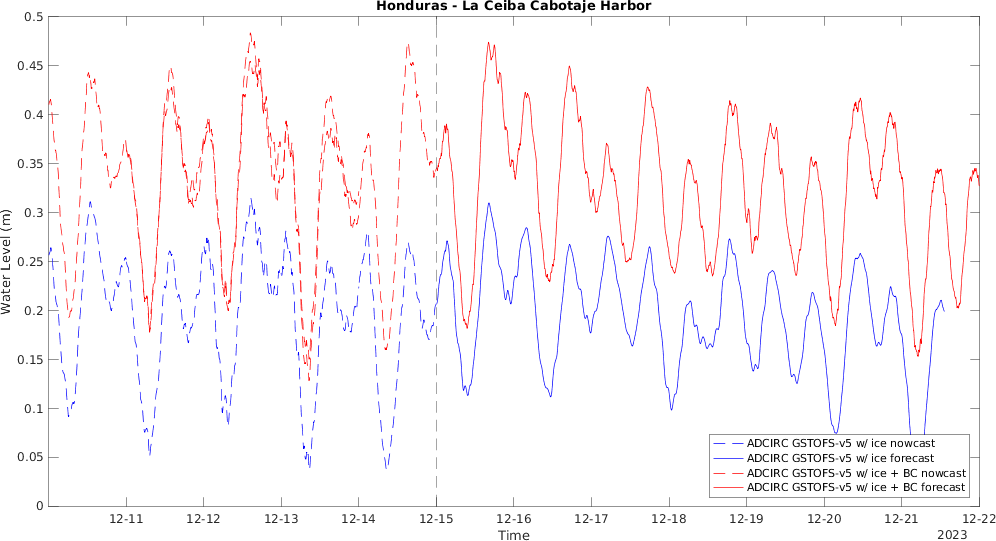 Honduras - La Ceiba Cabotaje Harbor
0.5
0.45
0.4
0.35
0.3
0.25
0.2
0.15
0.1
0.05
0
Water Level (m)
ADCIRC GSTOFS-v5 w/ ice nowcast
ADCIRC GSTOFS-v5 w/ ice forecast
ADCIRC GSTOFS-v5 w/ ice + BC nowcast
ADCIRC GSTOFS-v5 w/ ice + BC forecast
12-11 12-12 12-13 12-14 12-15 12-16 12-17 12-18 12-19 12-20 12-21 12-22
Time
2023